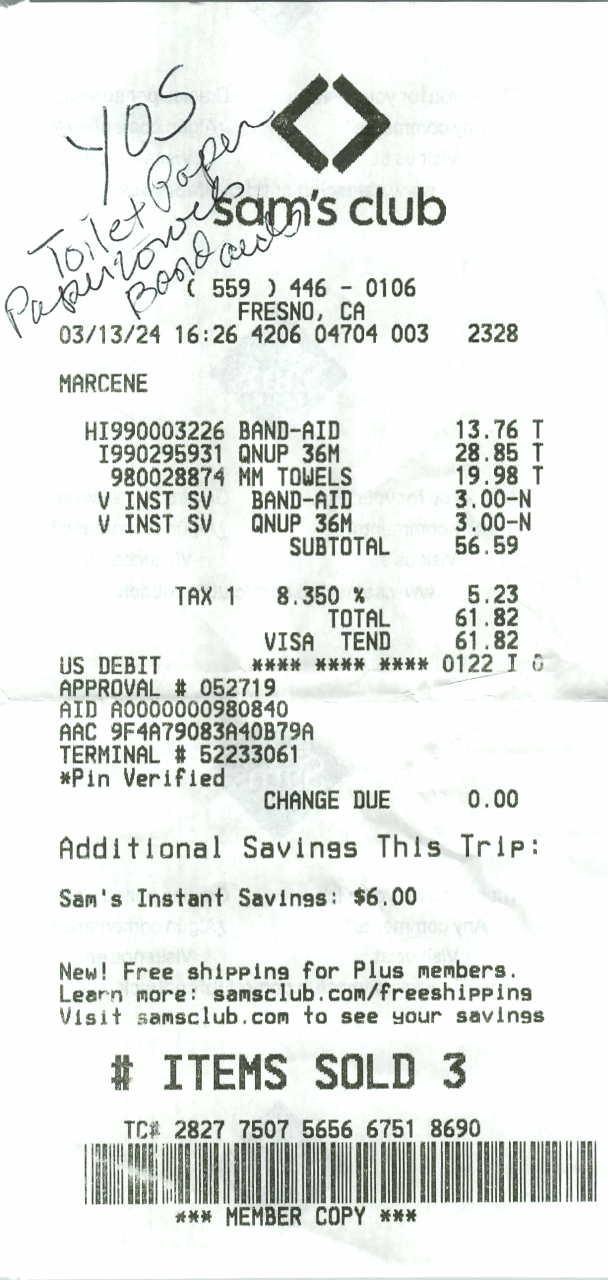 YOS
Toilet Paper
Paper towels
Bandaids
sam's club
( 559 ) 446 - 0106
FRESNO, CA
03/13/24 16:26 4206 04704 003 2328
MARCENE
HI990003226 BAND-AID 13.76 T
I990295931 QNUP 36M 28.85 T
980028874 MM TOWELS 19.98 T
V INST SV BAND-AID 3.00-N
V INST SV QNUP 36M 3.00-N
SUBTOTAL 56.59
TAX 1 8.350 % 5.23
TOTAL 61.82
VISA TEND 61.82
US DEBIT **** **** **** 0122 I 0
APPROVAL # 052719
AID A0000000980840
AAC 9F4A79083A40B79A
TERMINAL # 52233061
*Pin Verified
CHANGE DUE 0.00
Additional Savings This Trip:
Sam's Instant Savings: $6.00
New! Free shipping for Plus members.
Learn more: samsclub.com/freeshipping
Visit samsclub.com to see your savings
# ITEMS SOLD 3
TC# 2827 7507 5656 6751 8690
*** MEMBER COPY ***